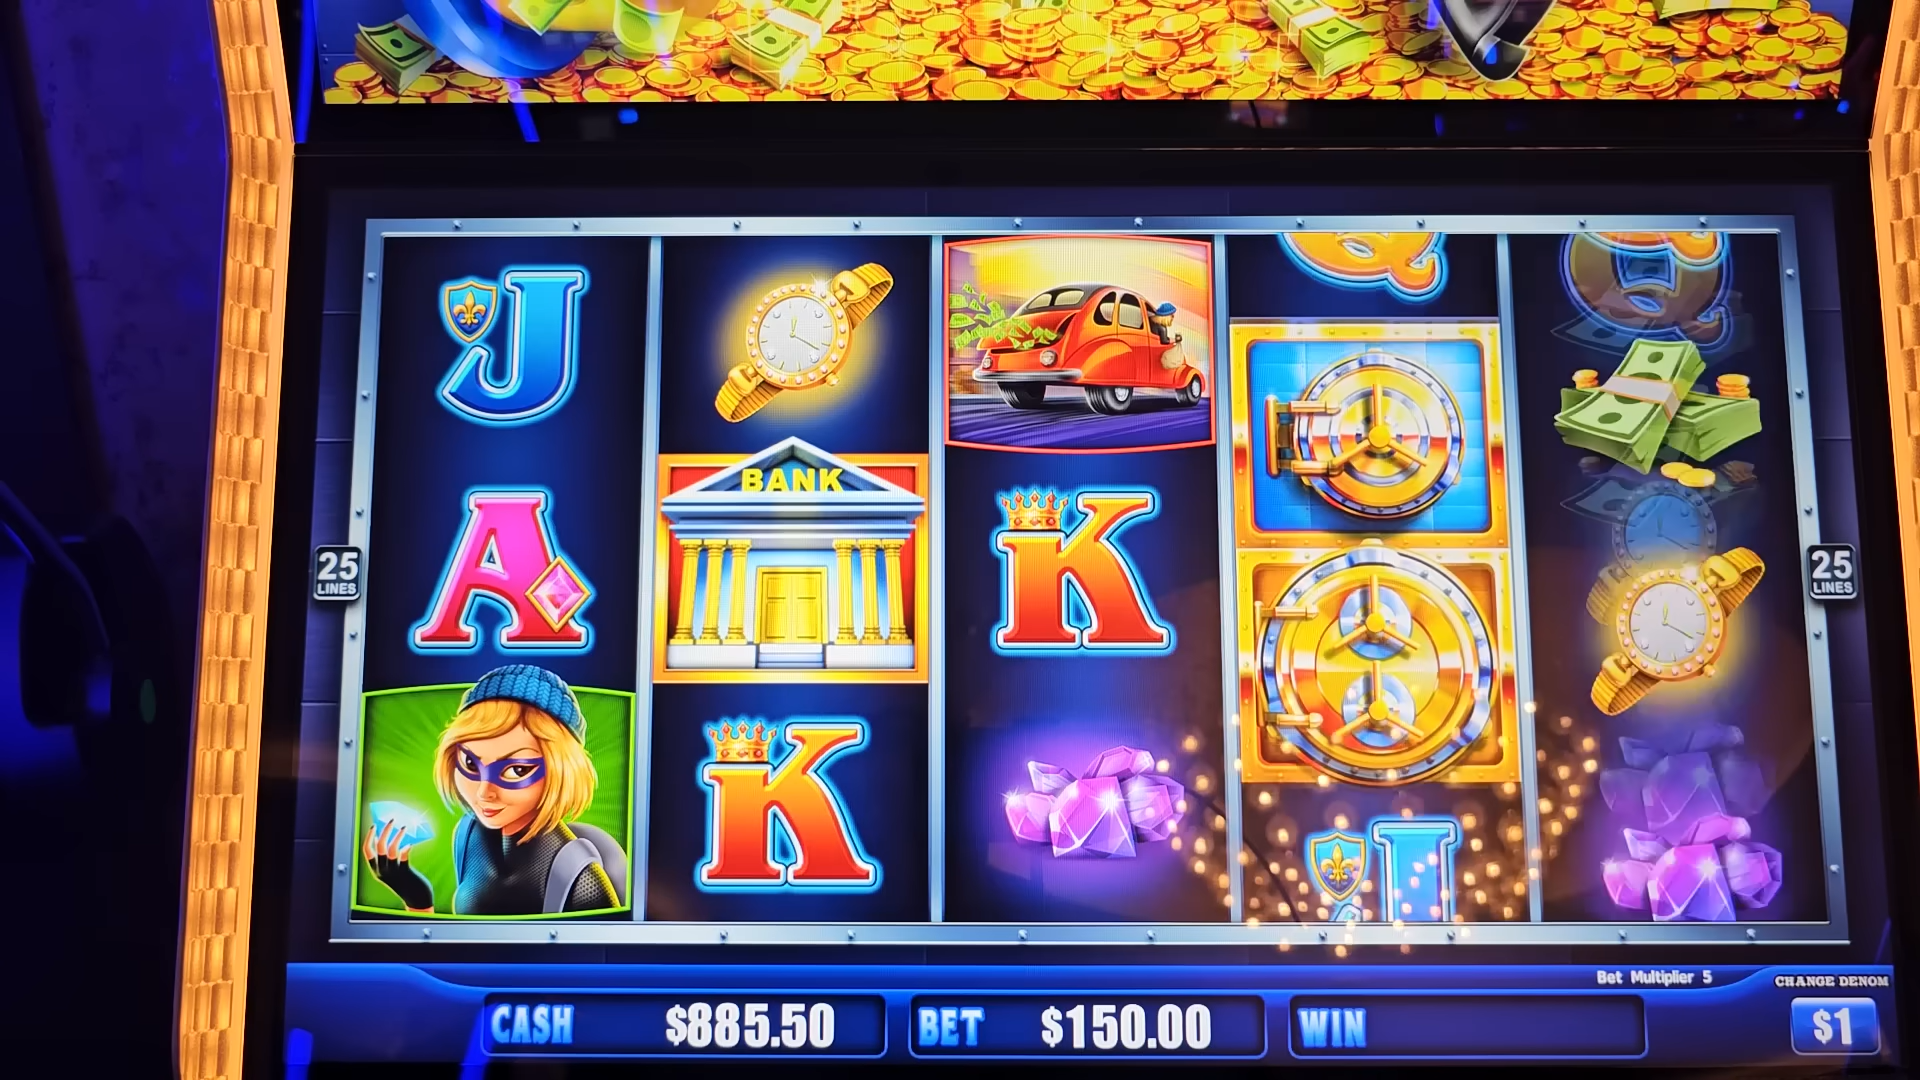 J
Q
Q
BANK
A
K
25
LINES
25
LINES
K
J
Bet Multiplier 5
CHANGE DENOM
CASH $885.50
BET $150.00
WIN
$1